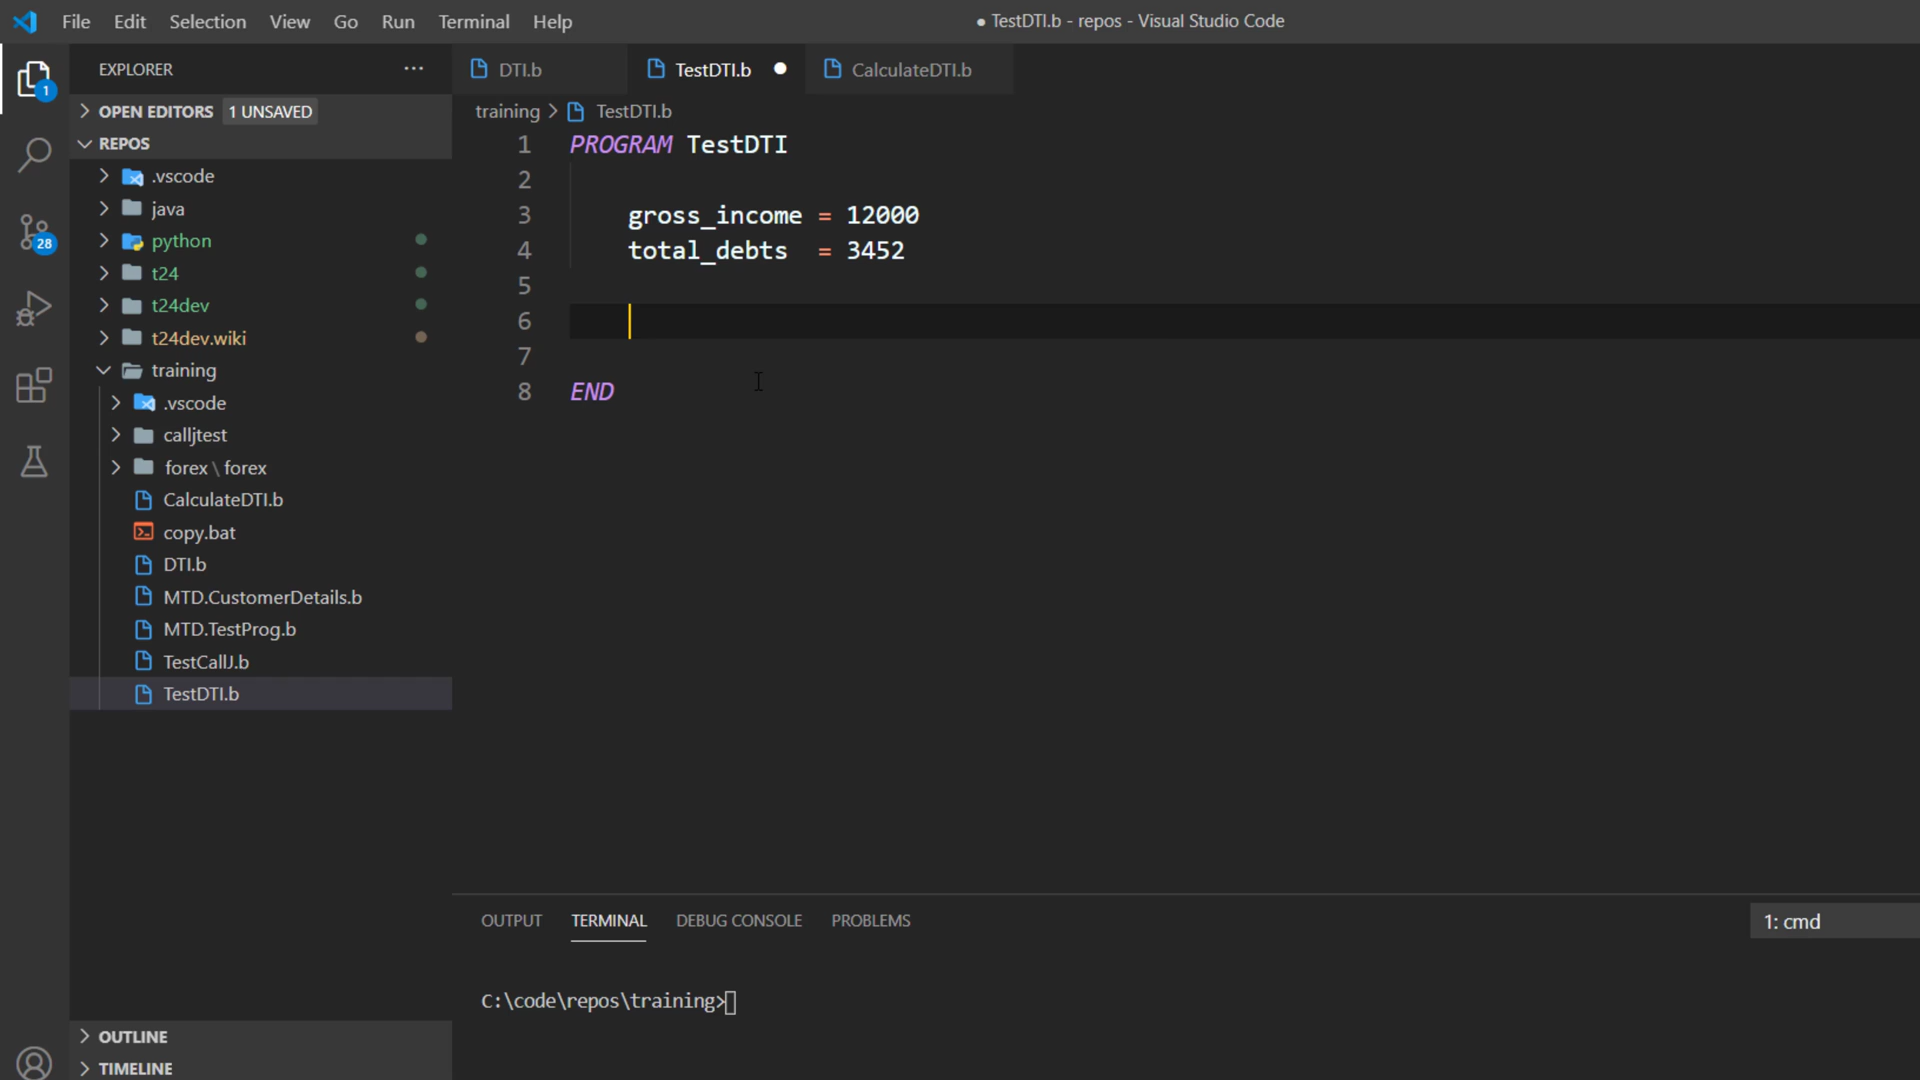 File Edit Selection View Go Run Terminal Help
● TestDTI.b - repos - Visual Studio Code
EXPLORER ...
DTI.b
TestDTI.b ●
CalculateDTI.b
1
OPEN EDITORS 1 UNSAVED
training > TestDTI.b
REPOS
.vscode
java
python
t24
t24dev
t24dev.wiki
training
.vscode
calljtest
forex \ forex
CalculateDTI.b
copy.bat
DTI.b
MTD.CustomerDetails.b
MTD.TestProg.b
TestCallJ.b
TestDTI.b
28
1 PROGRAM TestDTI
2
3 gross_income = 12000
4 total_debts = 3452
5
6
7
8 END
OUTPUT TERMINAL DEBUG CONSOLE PROBLEMS
1: cmd
C:\code\repos\training>
OUTLINE
TIMELINE